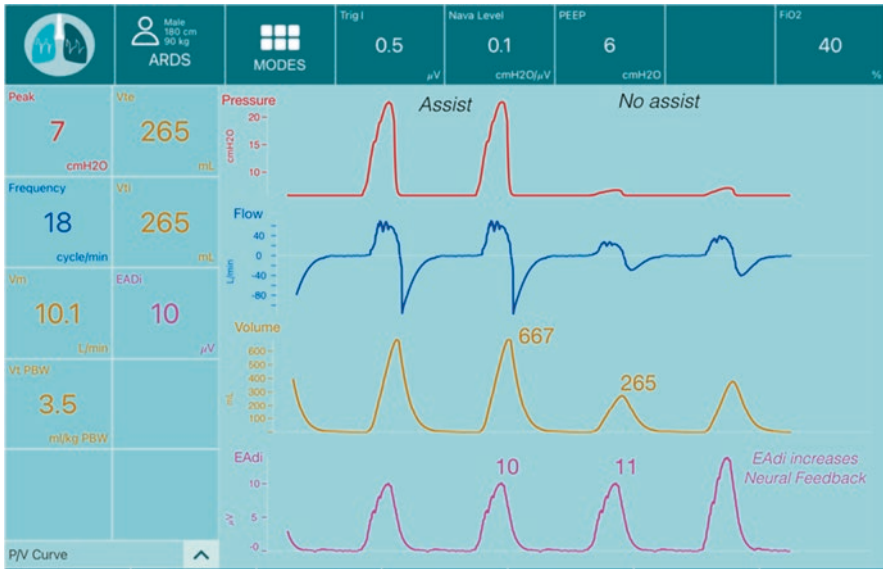 Male
180 cm
90 kg
ARDS
MODES
Trig I
0.5
μV
Nava Level
0.1
cmH2O/μV
PEEP
6
cmH2O
FiO2
40
%
Peak
7
cmH2O
Vte
265
mL
Frequency
18
cycle/min
Vti
265
mL
Vm
10.1
L/min
EADi
10
μV
Vt PBW
3.5
ml/kg PBW
P/V Curve
Pressure
Assist
No assist
cmH2O
20
15
10
Flow
L/min
40
0
-40
-80
Volume
667
265
mL
600
500
400
300
200
100
EAdi
10
11
EAdi increases
Neural Feedback
μV
10
5
-0